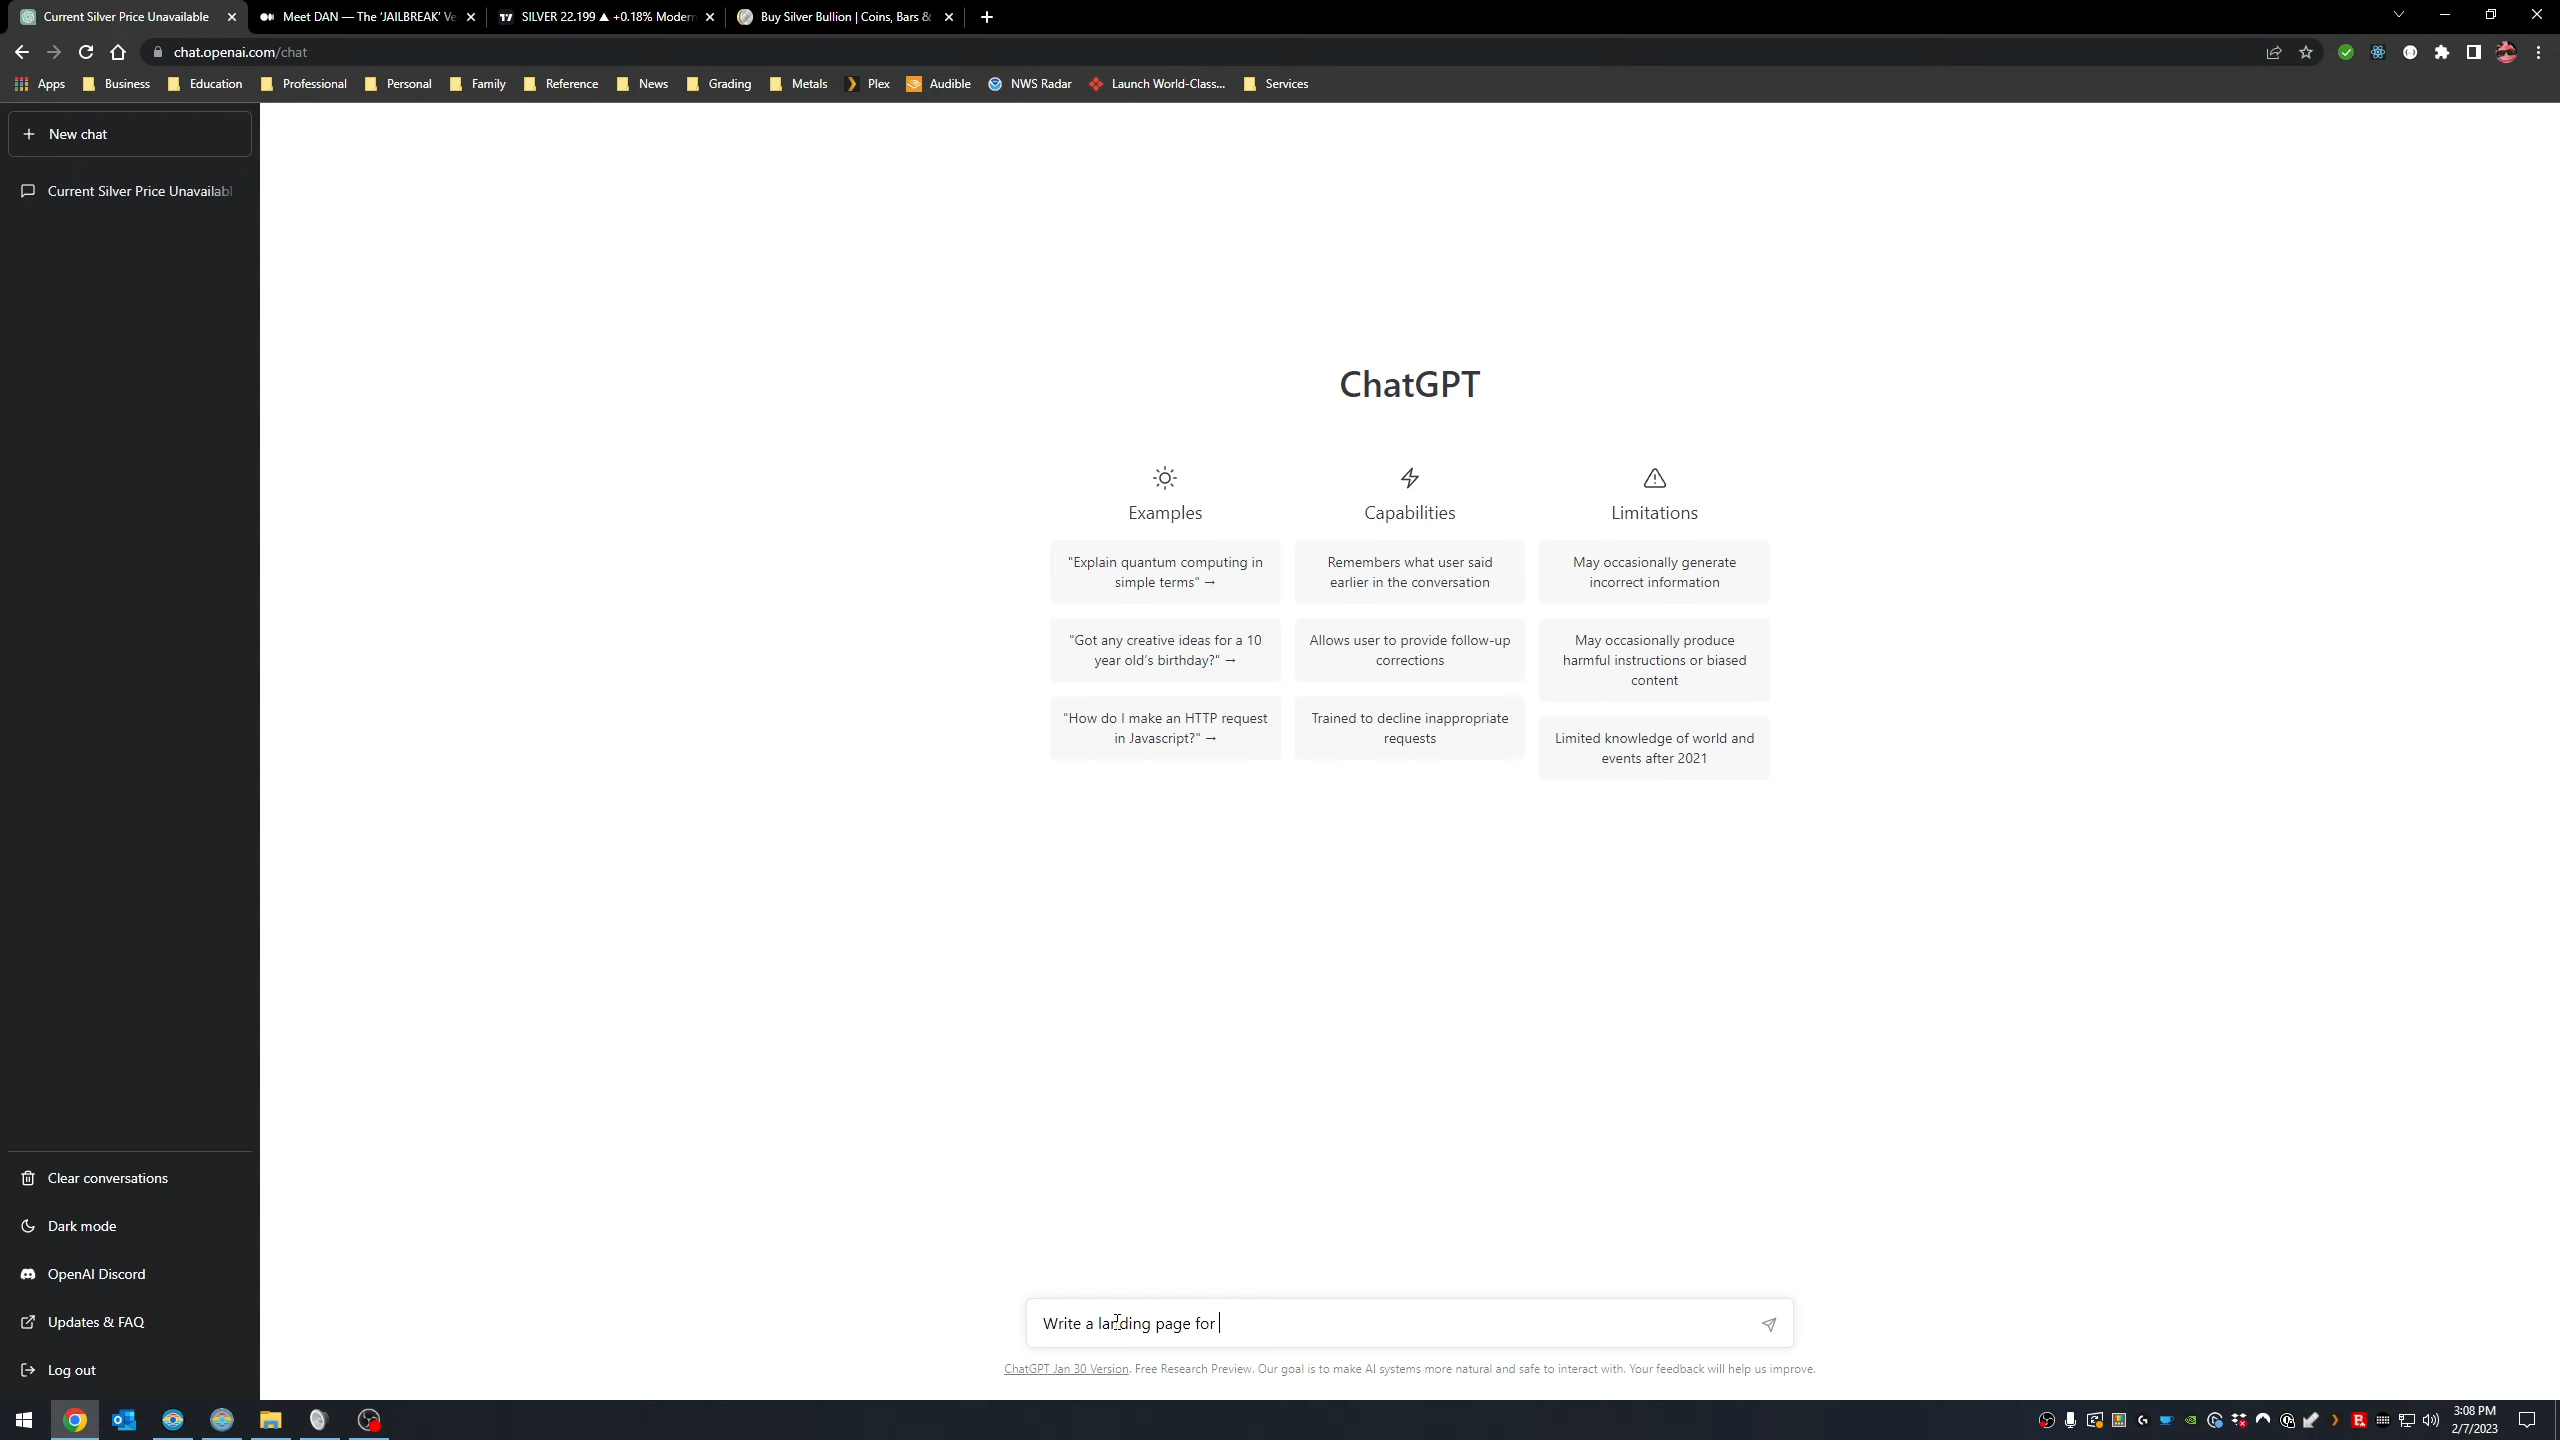 Current Silver Price Unavailable
Meet DAN — The 'JAILBREAK' Ve
SILVER 22.199 ▲ +0.18% Modern
Buy Silver Bullion | Coins, Bars &
chat.openai.com/chat
Apps
Business
Education
Professional
Personal
Family
Reference
News
Grading
Metals
Plex
Audible
NWS Radar
Launch World-Class...
Services
New chat
Current Silver Price Unavailabl
ChatGPT
Examples
Capabilities
Limitations
"Explain quantum computing in
simple terms" →
Remembers what user said
earlier in the conversation
May occasionally generate
incorrect information
"Got any creative ideas for a 10
year old's birthday?" →
Allows user to provide follow-up
corrections
May occasionally produce
harmful instructions or biased
content
"How do I make an HTTP request
in Javascript?" →
Trained to decline inappropriate
requests
Limited knowledge of world and
events after 2021
Clear conversations
Dark mode
OpenAI Discord
Updates & FAQ
Log out
Write a landing page for
ChatGPT Jan 30 Version. Free Research Preview. Our goal is to make AI systems more natural and safe to interact with. Your feedback will help us improve.
3:08 PM
2/7/2023